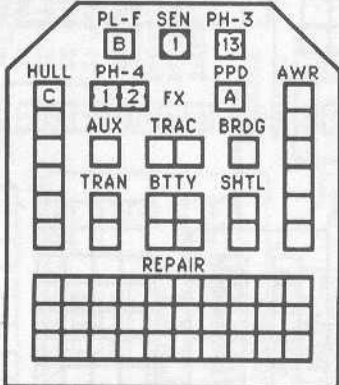 PL-F SEN PH-3
B 1 13
HULL PH-4 PPD AWR
C 1 2 FX A
AUX TRAC BRDG
TRAN BTTY SHTL
REPAIR